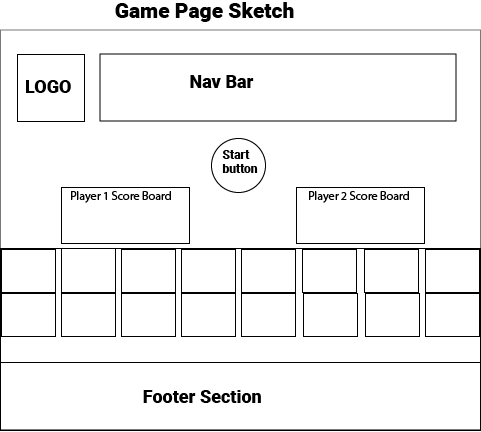 Game Page Sketch
LOGO
Nav Bar
Start
button
Player 1 Score Board
Player 2 Score Board
Footer Section